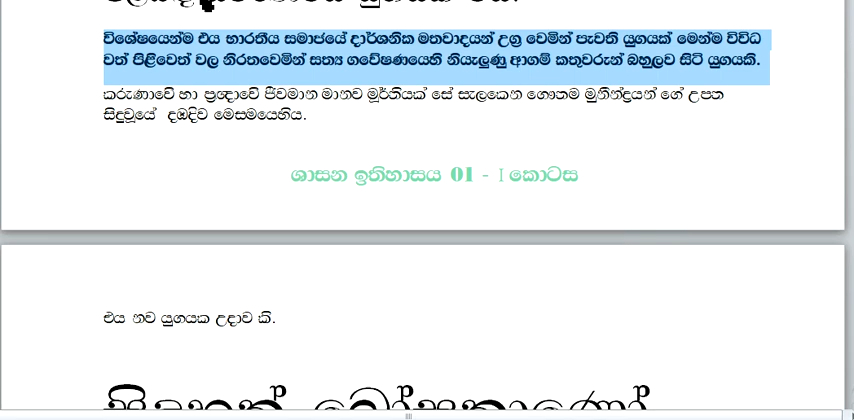 විශේෂයෙන්ම එය භාරතීය සමාජයේ දාර්ශනික මතවාදයන් උග්‍ර වෙමින් පැවති යුගයක් මෙන්ම විවිධ
වත් පිළිවෙත් වල නිරතවෙමින් සත්‍ය ගවේෂණයෙහි නියැලුණු ආගම් කතුවරුන් බහුලව සිටි යුගයකි.
කරුණාවේ හා ප්‍රඥාවේ ජීවමාන මානව මූර්තියක් සේ සැලකෙන ගෞතම මුනීන්ද්‍රයන් ගේ උපත
සිදුවූයේ දඹදිව මෙසමයෙහිය.
ශාසන ඉතිහාසය 01 - I කොටස
එය නව යුගයක උදාව කි.